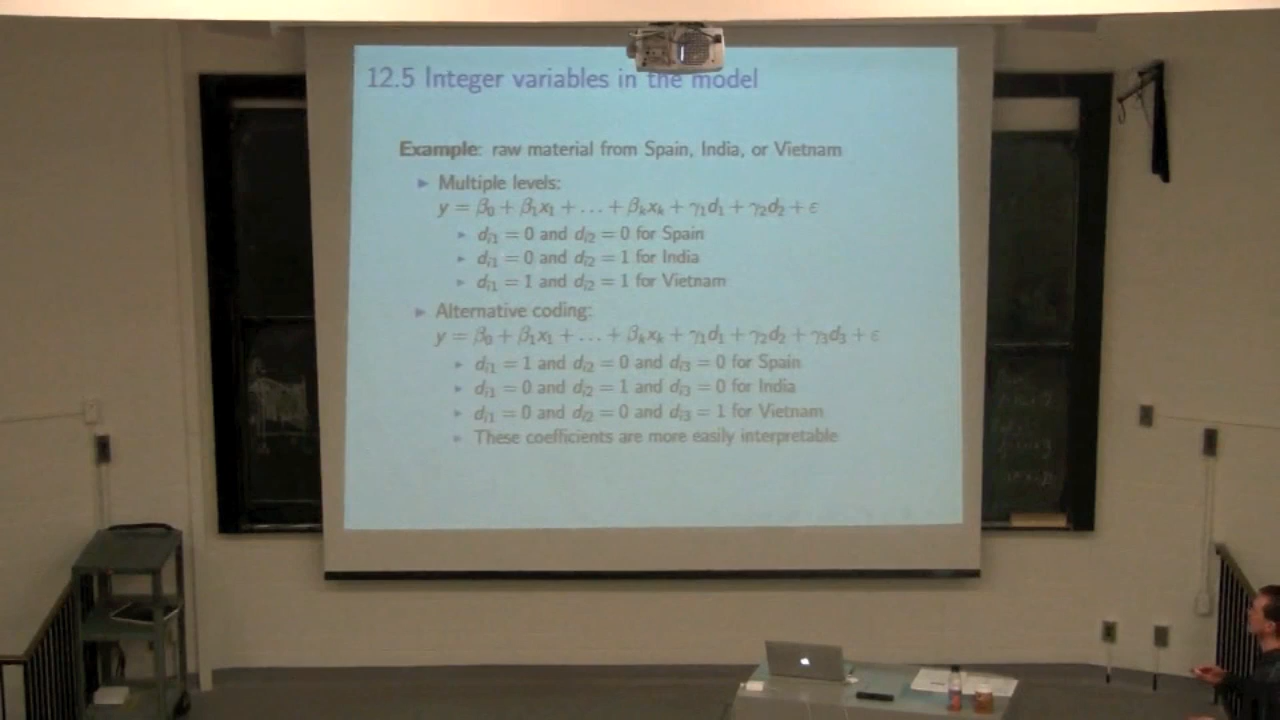 12.5 Integer variables in the model
Example: raw material from Spain, India, or Vietnam
► Multiple levels:
y = β₀ + β₁x₁ + … + βₖxₖ + γ₁d₁ + γ₂d₂ + ε
► dᵢ₁ = 0 and dᵢ₂ = 0 for Spain
► dᵢ₁ = 0 and dᵢ₂ = 1 for India
► dᵢ₁ = 1 and dᵢ₂ = 1 for Vietnam
► Alternative coding:
y = β₀ + β₁x₁ + … + βₖxₖ + γ₁d₁ + γ₂d₂ + γ₃d₃ + ε
► dᵢ₁ = 1 and dᵢ₂ = 0 and dᵢ₃ = 0 for Spain
► dᵢ₁ = 0 and dᵢ₂ = 1 and dᵢ₃ = 0 for India
► dᵢ₁ = 0 and dᵢ₂ = 0 and dᵢ₃ = 1 for Vietnam
► These coefficients are more easily interpretable